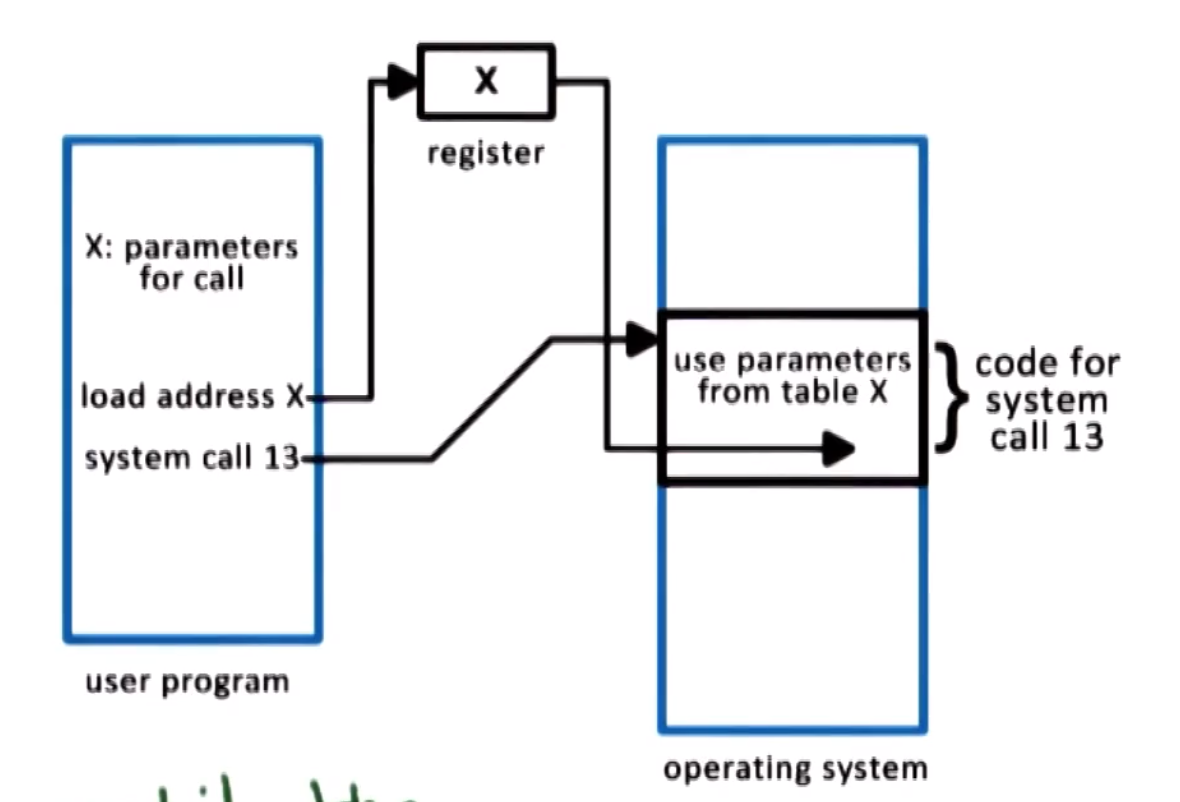 X
register
X: parameters
for call
load address X
system call 13
user program
use parameters
from table X
code for
system
call 13
operating system